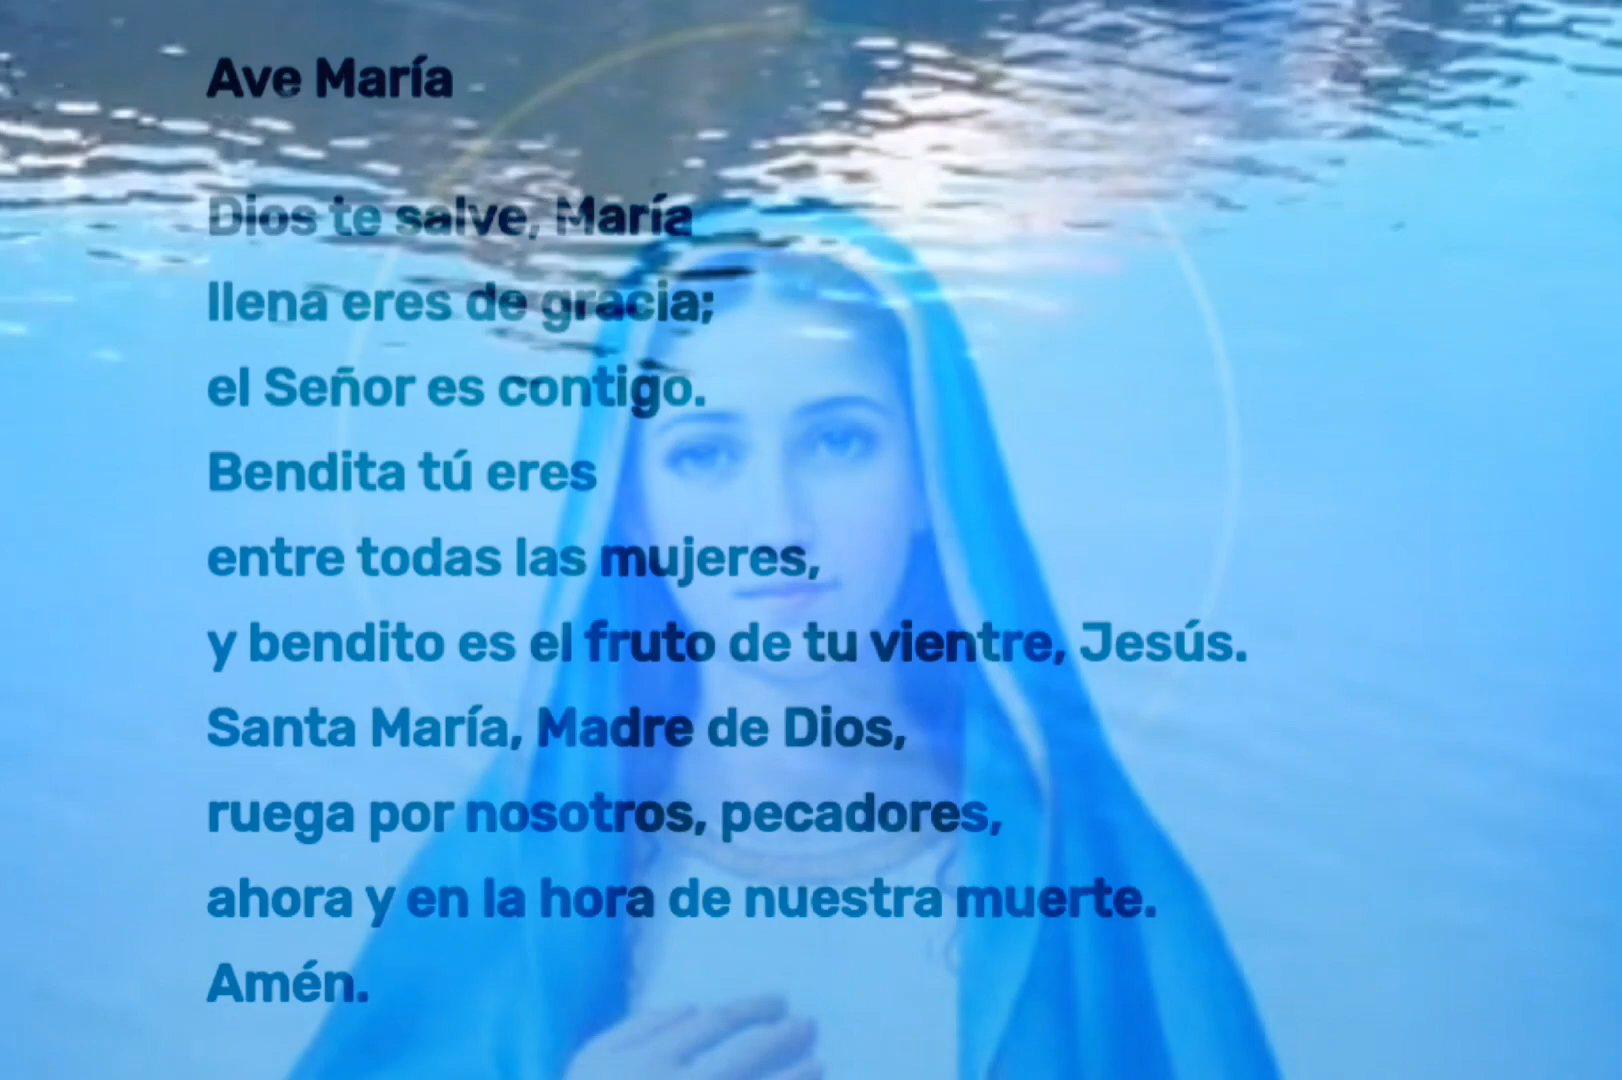 Ave María
Dios te salve, María
llena eres de gracia;
el Señor es contigo.
Bendita tú eres
entre todas las mujeres,
y bendito es el fruto de tu vientre, Jesús.
Santa María, Madre de Dios,
ruega por nosotros, pecadores,
ahora y en la hora de nuestra muerte.
Amén.